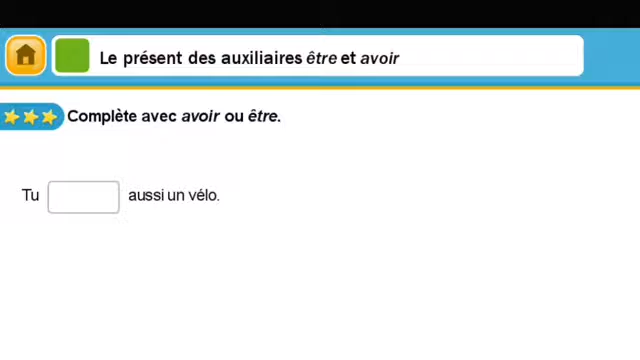 Le présent des auxiliaires être et avoir
Complète avec avoir ou être.
Tu aussi un vélo.